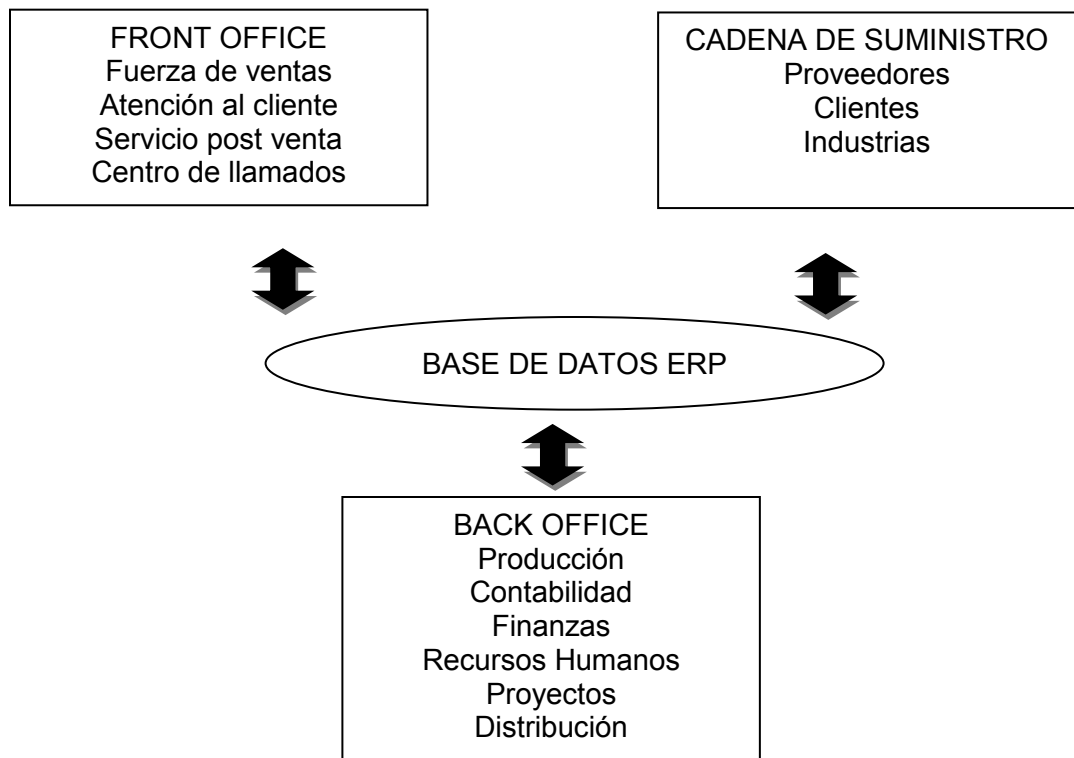 FRONT OFFICE
Fuerza de ventas
Atención al cliente
Servicio post venta
Centro de llamados
CADENA DE SUMINISTRO
Proveedores
Clientes
Industrias
BASE DE DATOS ERP
BACK OFFICE
Producción
Contabilidad
Finanzas
Recursos Humanos
Proyectos
Distribución